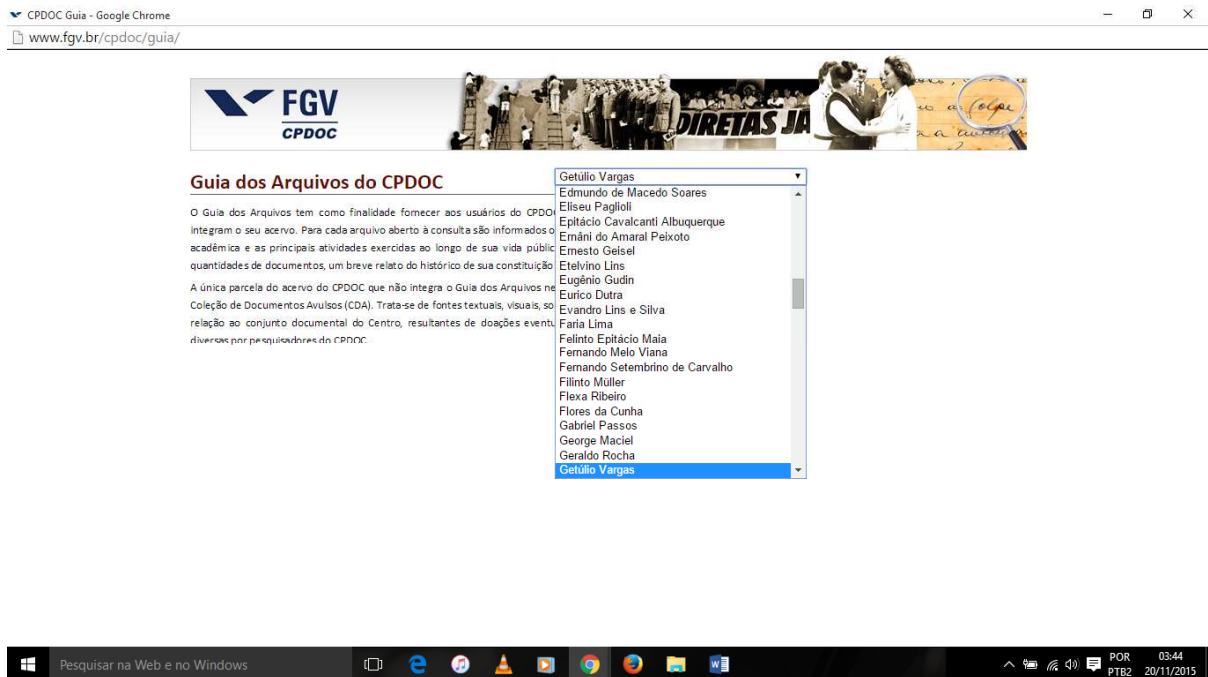 CPDOC Guia - Google Chrome
www.fgv.br/cpdoc/guia/
FGV
CPDOC
DIRETAS JA
Golpe
Guia dos Arquivos do CPDOC
Getúlio Vargas
O Guia dos Arquivos tem como finalidade fornecer aos usuários do CPDO
integram o seu acervo. Para cada arquivo aberto à consulta são informados o
acadêmica e as principais atividades exercidas ao longo de sua vida públic
quantidades de documentos, um breve relato do histórico de sua constituição
A única parcela do acervo do CPDOC que não integra o Guia dos Arquivos ne
Coleção de Documentos Avulsos (CDA). Trata-se de fontes textuais, visuais, so
relação ao conjunto documental do Centro, resultantes de doações eventu
diversas por pesquisadores do CPDOC.
Edmundo de Macedo Soares
Eliseu Paglioli
Epitácio Cavalcanti Albuquerque
Ernâni do Amaral Peixoto
Ernesto Geisel
Etelvino Lins
Eugênio Gudin
Eurico Dutra
Evandro Lins e Silva
Faria Lima
Felinto Epitácio Maia
Fernando Melo Viana
Fernando Setembrino de Carvalho
Filinto Müller
Flexa Ribeiro
Flores da Cunha
Gabriel Passos
George Maciel
Geraldo Rocha
Getúlio Vargas
Pesquisar na Web e no Windows
POR 03:44
PTB2 20/11/2015